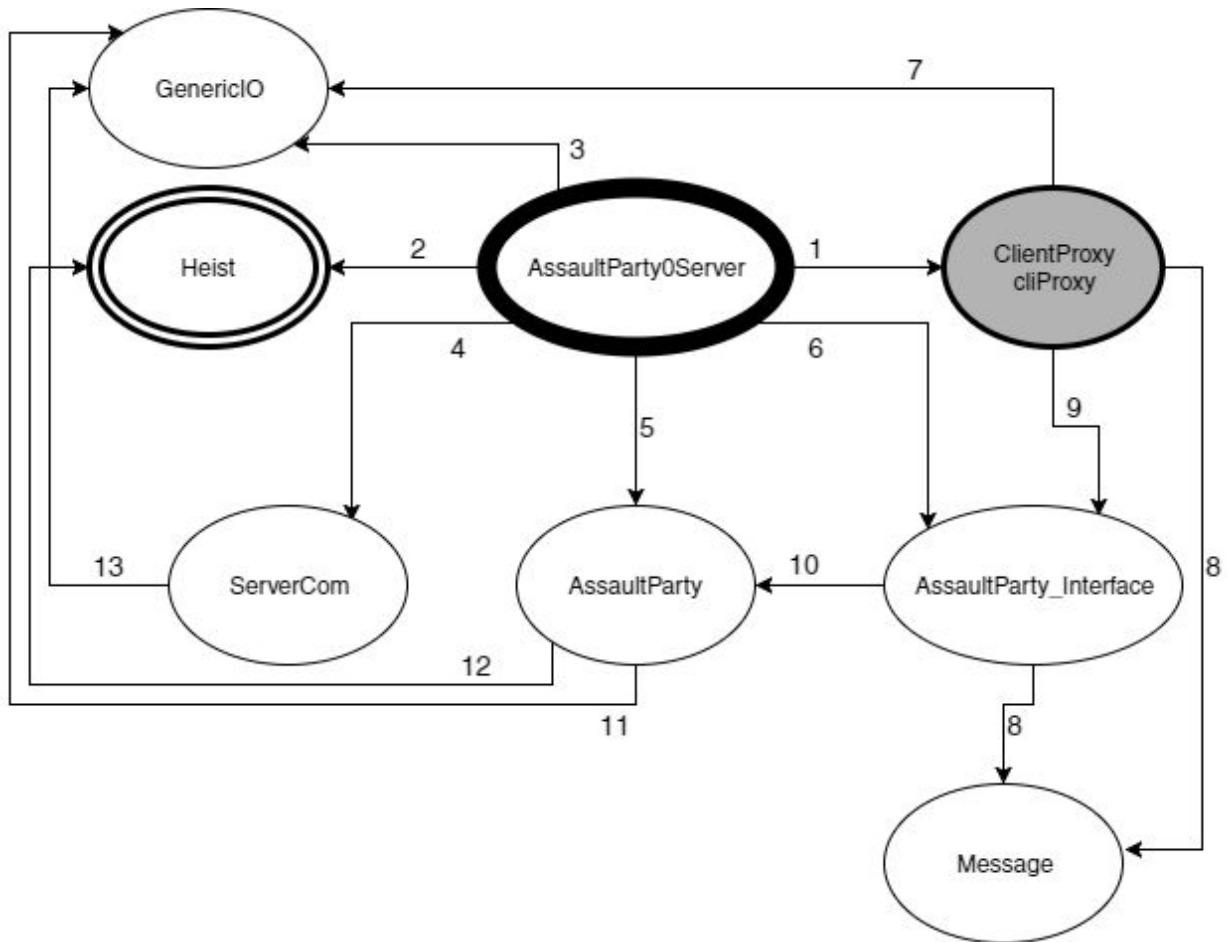 7
GenericIO
3
Heist
2
AssaultParty0Server
1
ClientProxy
cliProxy
4
6
9
5
13
ServerCom
AssaultParty
10
AssaultParty_Interface
8
12
11
8
Message